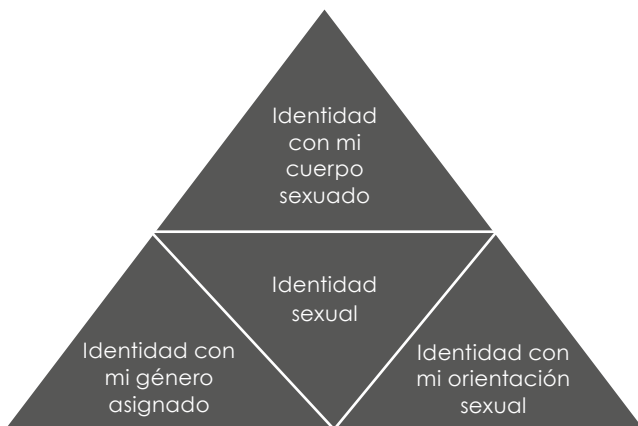 Identidad
con mi
cuerpo
sexuado
Identidad
sexual
Identidad con
mi género
asignado
Identidad con
mi orientación
sexual